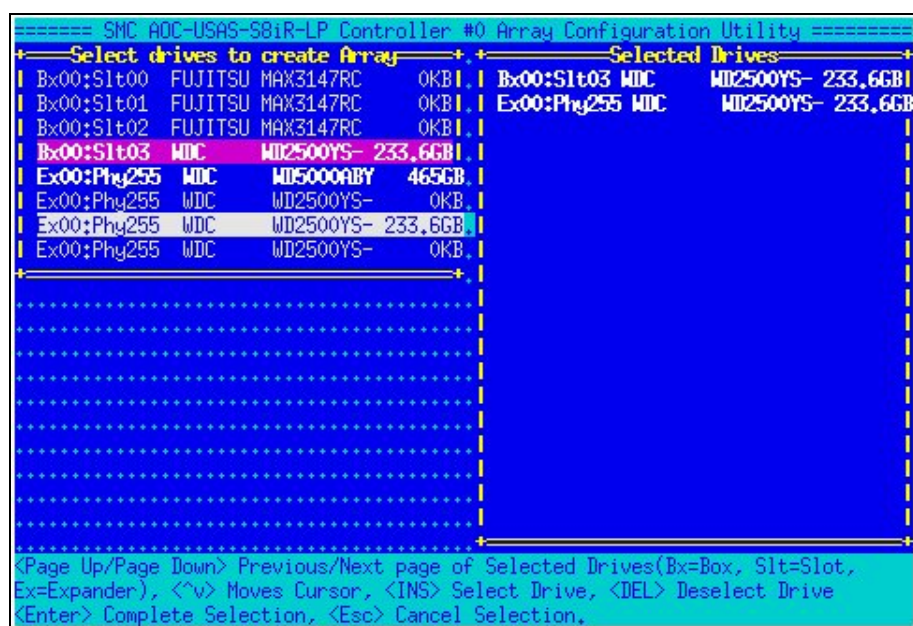 ======= SMC AOC-USAS-S8iR-LP Controller #0 Array Configuration Utility =========
Select drives to create Array
Bx00:Slt00 FUJITSU MAX3147RC 0KB
Bx00:Slt01 FUJITSU MAX3147RC 0KB
Bx00:Slt02 FUJITSU MAX3147RC 0KB
Bx00:Slt03 WDC WD2500YS- 233.6GB
Ex00:Phy255 WDC WD5000ABY 465GB
Ex00:Phy255 WDC WD2500YS- 0KB
Ex00:Phy255 WDC WD2500YS- 233.6GB
Ex00:Phy255 WDC WD2500YS- 0KB
Selected Drives
Bx00:Slt03 WDC WD2500YS- 233.6GB
Ex00:Phy255 WDC WD2500YS- 233.6GB
<Page Up/Page Down> Previous/Next page of Selected Drives(Bx=Box, Slt=Slot,
Ex=Expander), <^v> Moves Cursor, <INS> Select Drive, <DEL> Deselect Drive
<Enter> Complete Selection, <Esc> Cancel Selection.